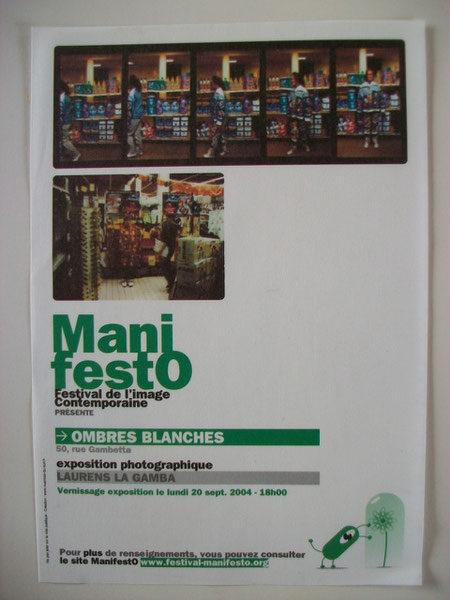 Mani
festO
Festival de l'image
Contemporaine
PRÉSENTE
→ OMBRES BLANCHES
50, rue Gambetta
exposition photographique
LAURENS LA GAMBA
Vernissage exposition le lundi 20 sept. 2004 - 18h00
Pour plus de renseignements, vous pouvez consulter
le site ManifestO www.festival-manifesto.org